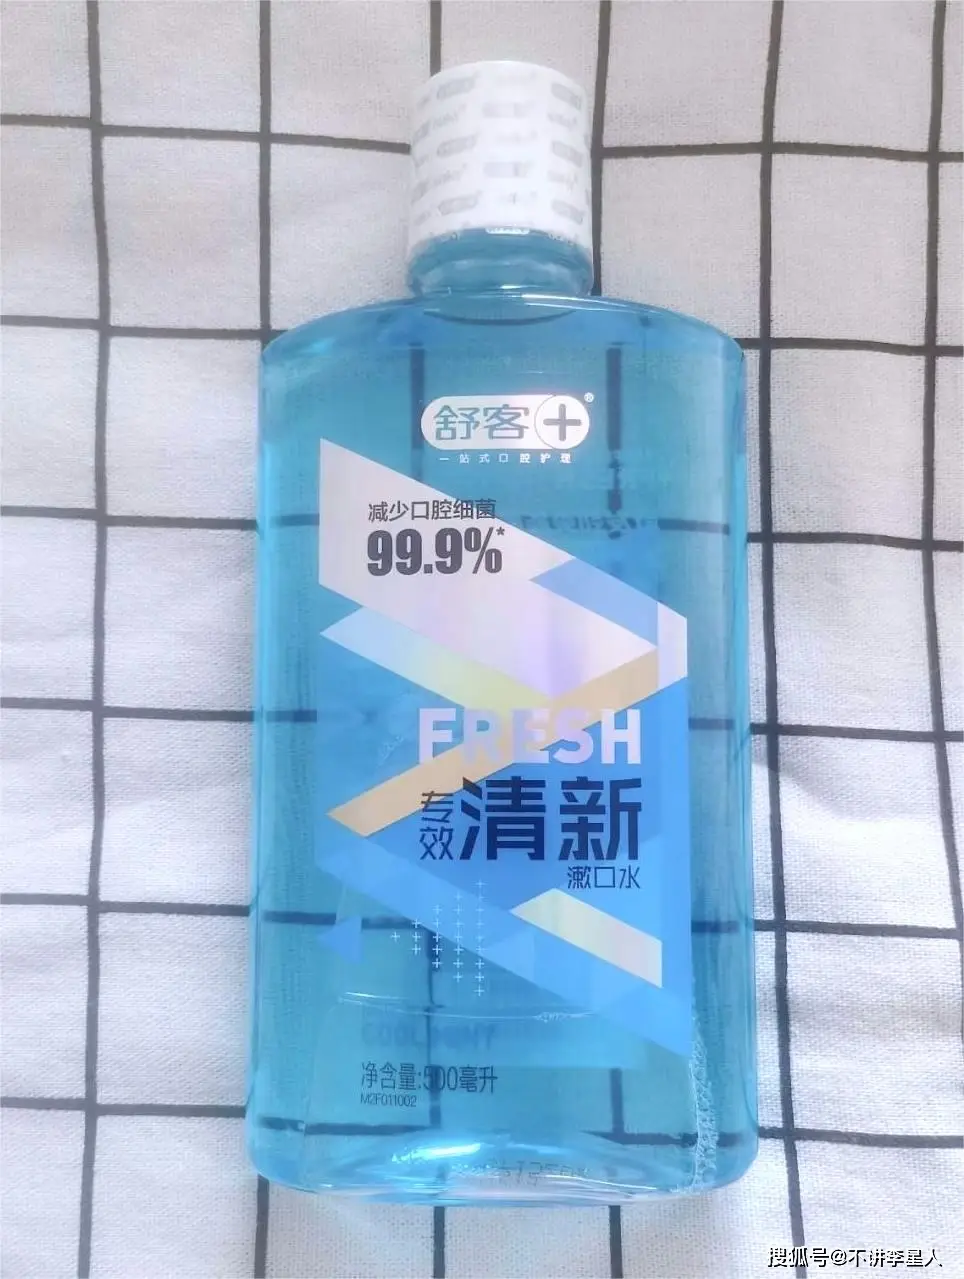 舒客+®
一站式口腔护理
减少口腔细菌
99.9%*
FRESH
专效清新
漱口水
净含量:500毫升
M2F011002
搜狐号@不讲李星人